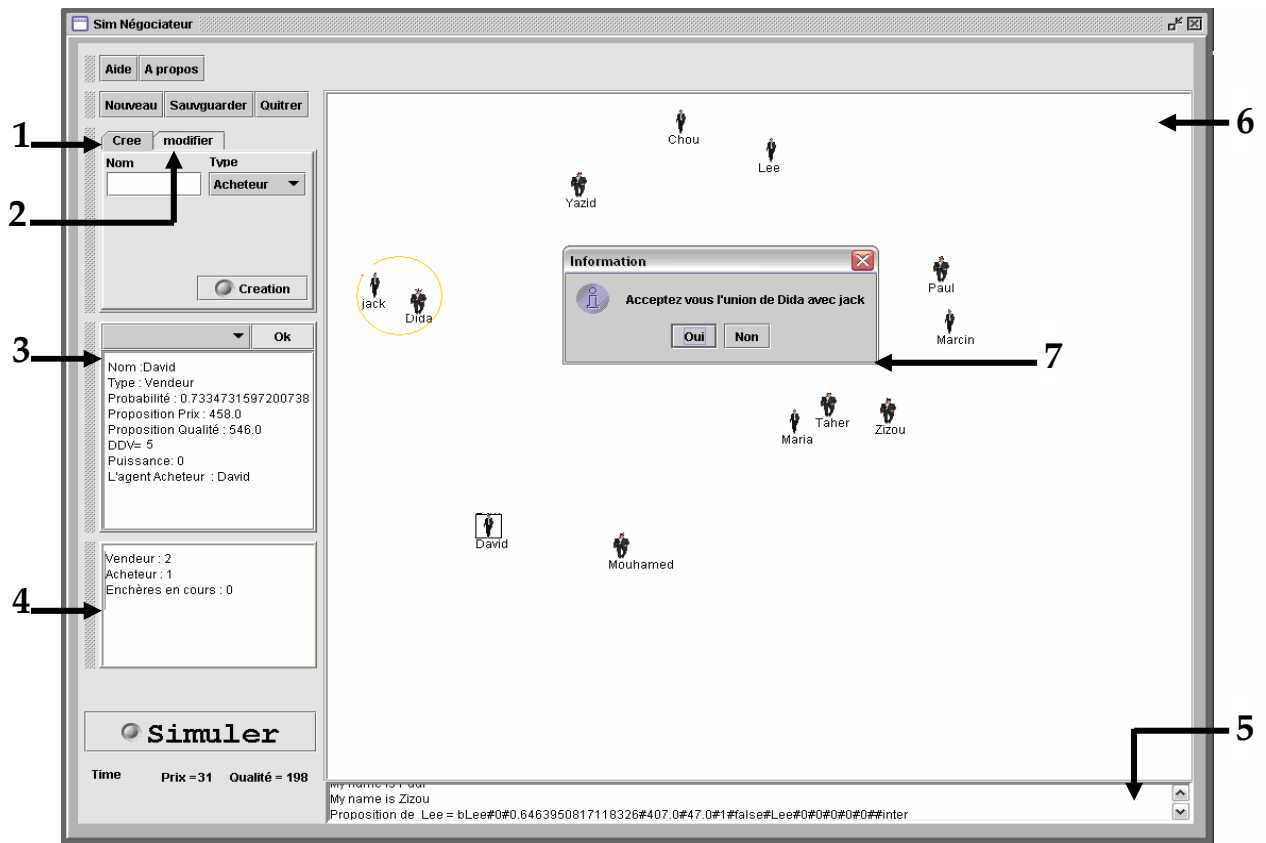 Sim Négociateur
Aide A propos
Nouveau Sauvguarder Quitrer
1
Cree modifier
Nom Type
Acheteur
2
Creation
3
Ok
Nom :David
Type : Vendeur
Probabilité : 0.7334731597200738
Proposition Prix : 458.0
Proposition Qualité : 546.0
DDV= 5
Puissance: 0
L'agent Acheteur : David
4
Vendeur : 2
Acheteur : 1
Enchères en cours : 0
Simuler
Time Prix =31 Qualité = 198
6
Chou
Lee
Yazid
jack
Dida
Information
Acceptez vous l'union de Dida avec jack
Oui Non
7
Paul
Marcin
Taher
Maria
Zizou
David
Mouhamed
5
My name is Paul
My name is Zizou
Proposition de Lee = bLee#0#0.6463950817118326#407.0#47.0#1#false#Lee#0#0#0#0#0##inter